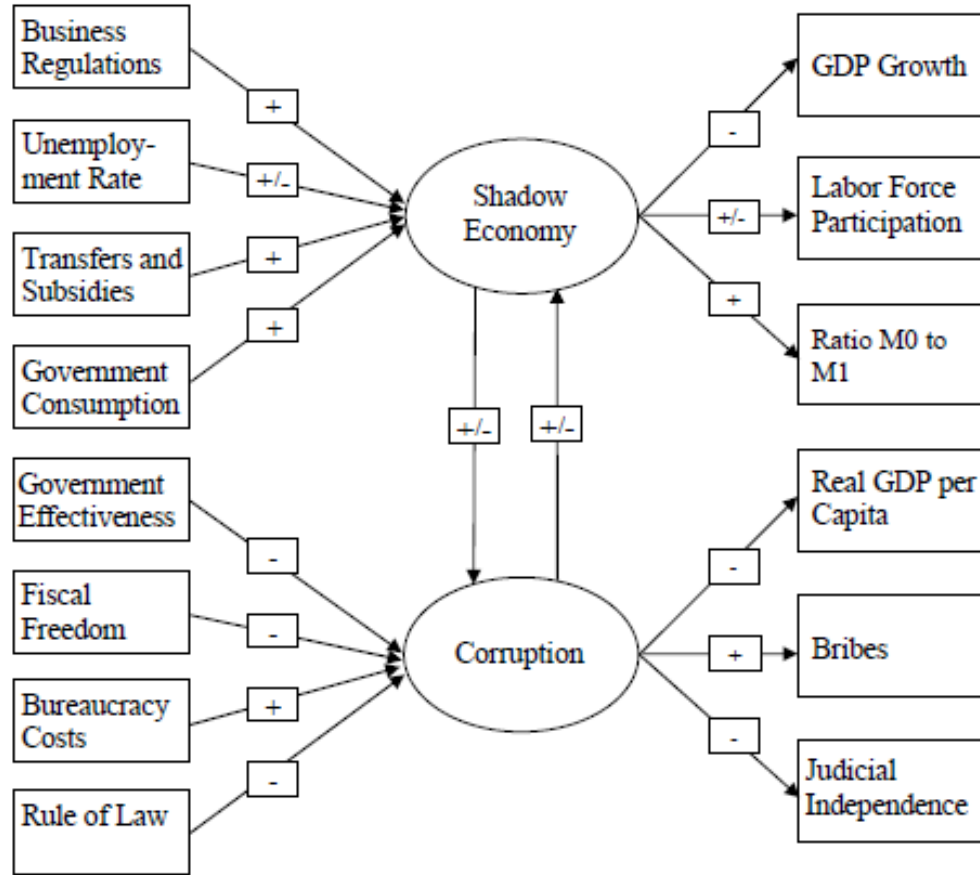 Business
Regulations
+
Unemploy-
ment Rate
+/-
Transfers and
Subsidies
+
Government
Consumption
+
Shadow
Economy
-
GDP Growth
+/-
Labor Force
Participation
+
Ratio M0 to
M1
+/-
+/-
Government
Effectiveness
-
Fiscal
Freedom
-
Bureaucracy
Costs
+
Rule of Law
-
Corruption
-
Real GDP per
Capita
+
Bribes
-
Judicial
Independence